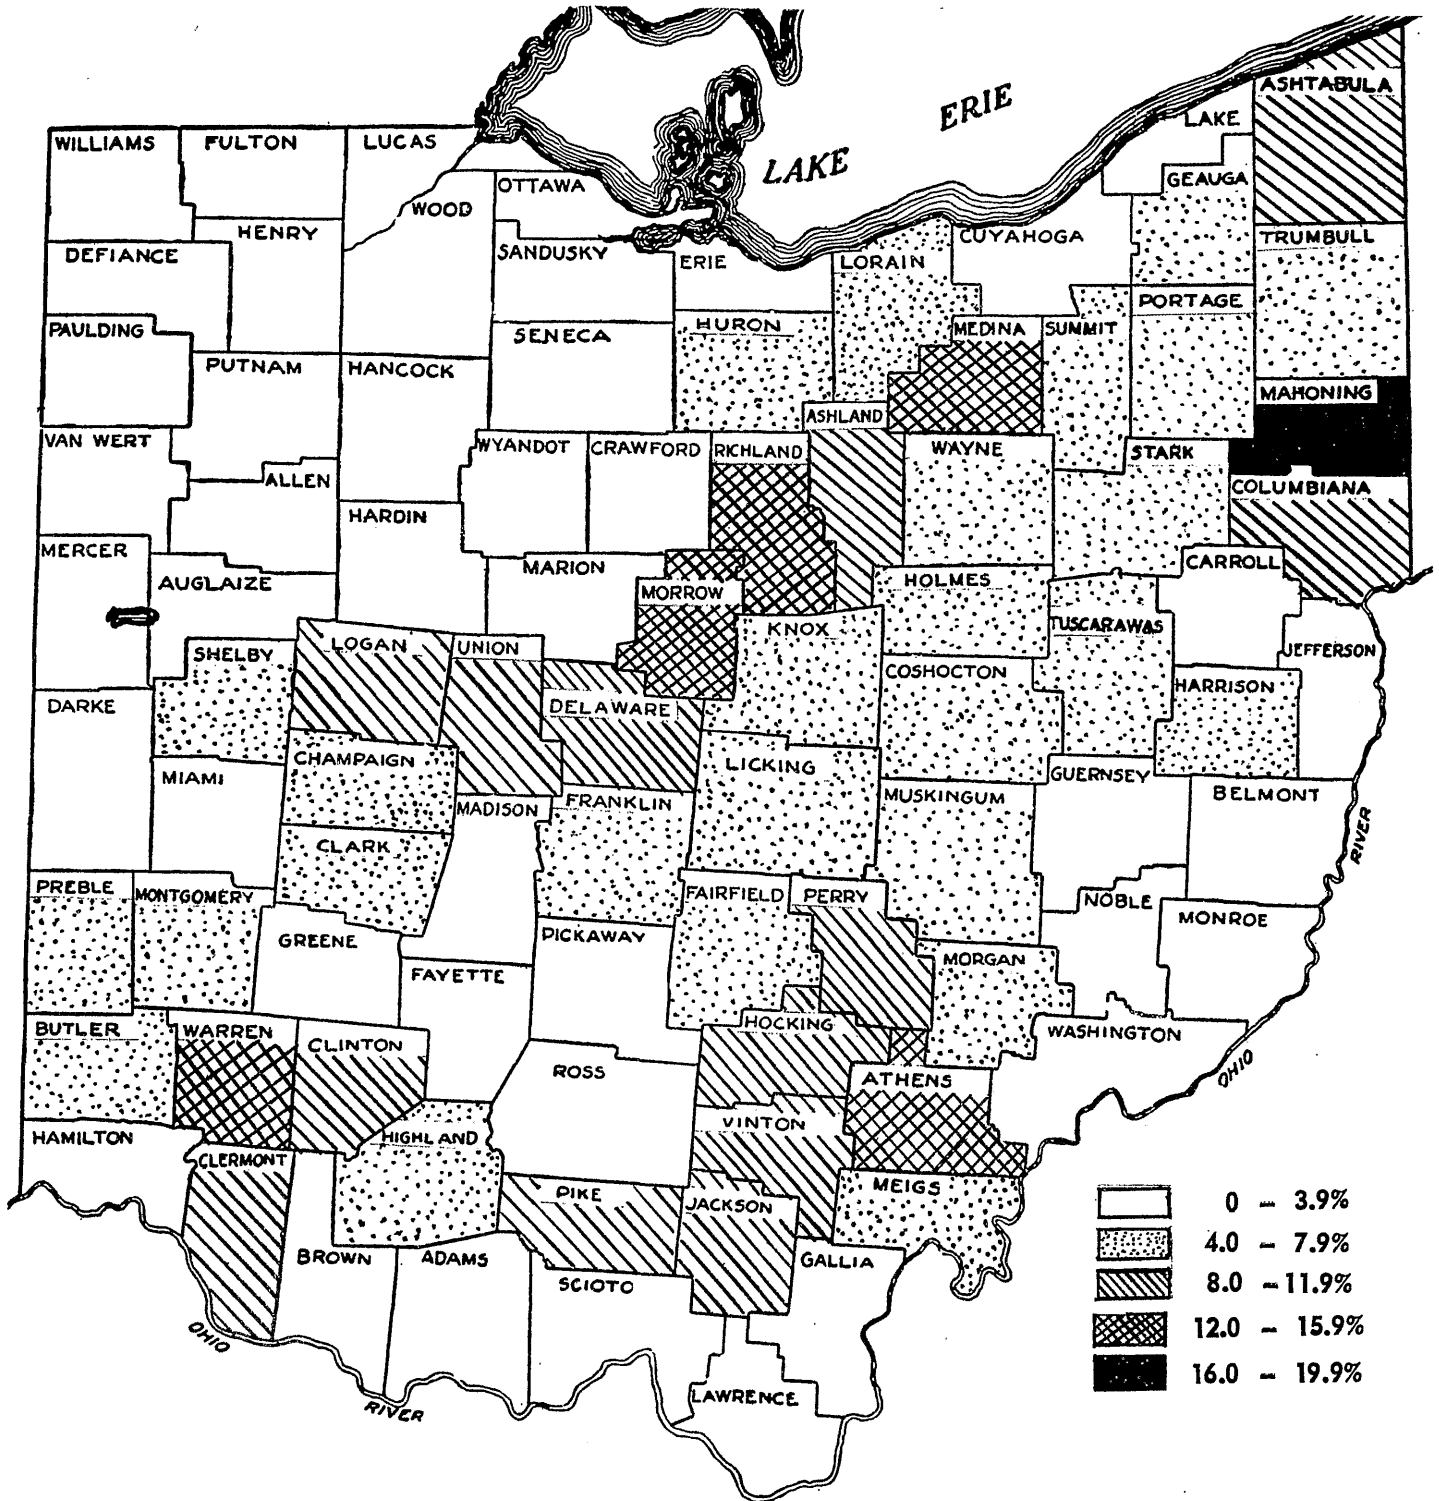 ERIE
LAKE
ASHTABULA
LAKE
WILLIAMS
FULTON
LUCAS
OTTAWA
GEAUGA
WOOD
HENRY
CUYAHOGA
TRUMBULL
DEFIANCE
SANDUSKY
ERIE
LORAIN
PORTAGE
PAULDING
SENECA
HURON
MEDINA
SUMMIT
PUTNAM
HANCOCK
MAHONING
ASHLAND
VAN WERT
WYANDOT
CRAWFORD
RICHLAND
WAYNE
STARK
ALLEN
COLUMBIANA
HARDIN
MERCER
MARION
CARROLL
AUGLAIZE
MORROW
HOLMES
KNOX
TUSCARAWAS
LOGAN
UNION
SHELBY
JEFFERSON
COSHOCTON
HARRISON
DARKE
DELAWARE
CHAMPAIGN
LICKING
MIAMI
GUERNSEY
MADISON
FRANKLIN
MUSKINGUM
BELMONT
CLARK
RIVER
PREBLE
MONTGOMERY
FAIRFIELD
PERRY
NOBLE
MONROE
GREENE
PICKAWAY
MORGAN
FAYETTE
BUTLER
WARREN
CLINTON
HOCKING
WASHINGTON
ROSS
ATHENS
OHIO
HAMILTON
HIGHLAND
VINTON
CLERMONT
PIKE
JACKSON
MEIGS
BROWN
ADAMS
SCIOTO
GALLIA
OHIO
LAWRENCE
RIVER
0 - 3.9%
4.0 - 7.9%
8.0 - 11.9%
12.0 - 15.9%
16.0 - 19.9%